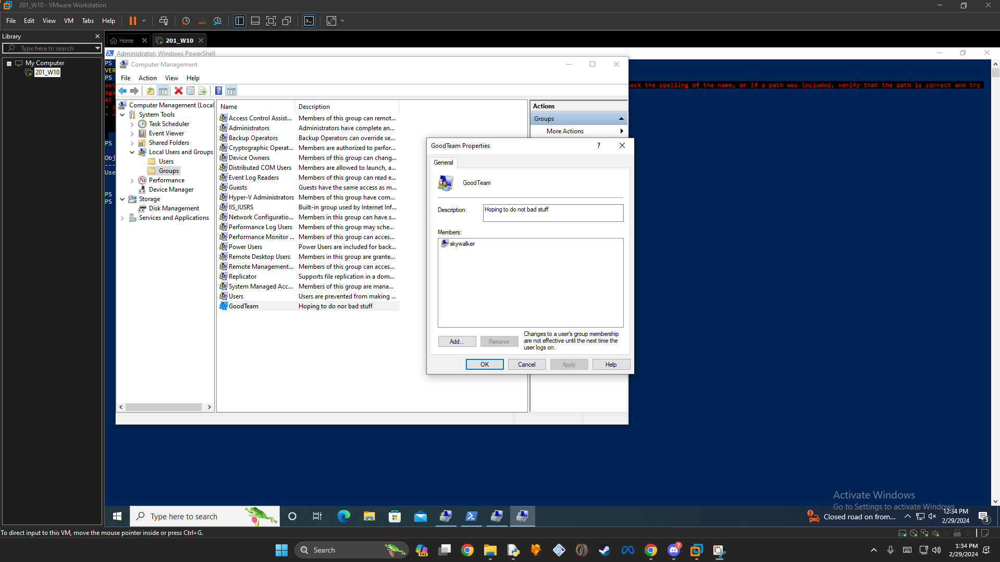 201_W10 - VMware Workstation
File Edit View VM Tabs Help
Library
Type here to search
My Computer
201_W10
Home
201_W10
Administrator: Windows PowerShell
PS
VER
PS
set
heck the spelling of the name, or if a path was included, verify that the path is correct and try
aga
At
+ s
+ ~
PS
Obj
---
Use
PS
PS
Computer Management
File Action View Help
Computer Management (Local
System Tools
Task Scheduler
Event Viewer
Shared Folders
Local Users and Groups
Users
Groups
Performance
Device Manager
Storage
Disk Management
Services and Applications
Name Description
Access Control Assist... Members of this group can remot...
Administrators Administrators have complete an...
Backup Operators Backup Operators can override se...
Cryptographic Operat... Members are authorized to perfor...
Device Owners Members of this group can chang...
Distributed COM Users Members are allowed to launch, a...
Event Log Readers Members of this group can read e...
Guests Guests have the same access as m...
Hyper-V Administrators Members of this group have com...
IIS_IUSRS Built-in group used by Internet Inf...
Network Configuratio... Members in this group can have s...
Performance Log Users Members of this group may sche...
Performance Monitor ... Members of this group can acces...
Power Users Power Users are included for back...
Remote Desktop Users Members in this group are grante...
Remote Management... Members of this group can acces...
Replicator Supports file replication in a dom...
System Managed Acc... Members of this group are mana...
Users Users are prevented from making ...
GoodTeam Hoping to do nor bad stuff
Actions
Groups
More Actions
GoodTeam Properties
General
GoodTeam
Description: Hoping to do not bad stuff
Members:
skywalker
Add... Remove
Changes to a user's group membership
are not effective until the next time the
user logs on.
OK Cancel Apply Help
Activate Windows
Go to Settings to activate Windows.
Type here to search
Closed road on from...
12:34 PM
2/29/2024
3
To direct input to this VM, move the mouse pointer inside or press Ctrl+G.
Search
PRE
7
1:34 PM
2/29/2024